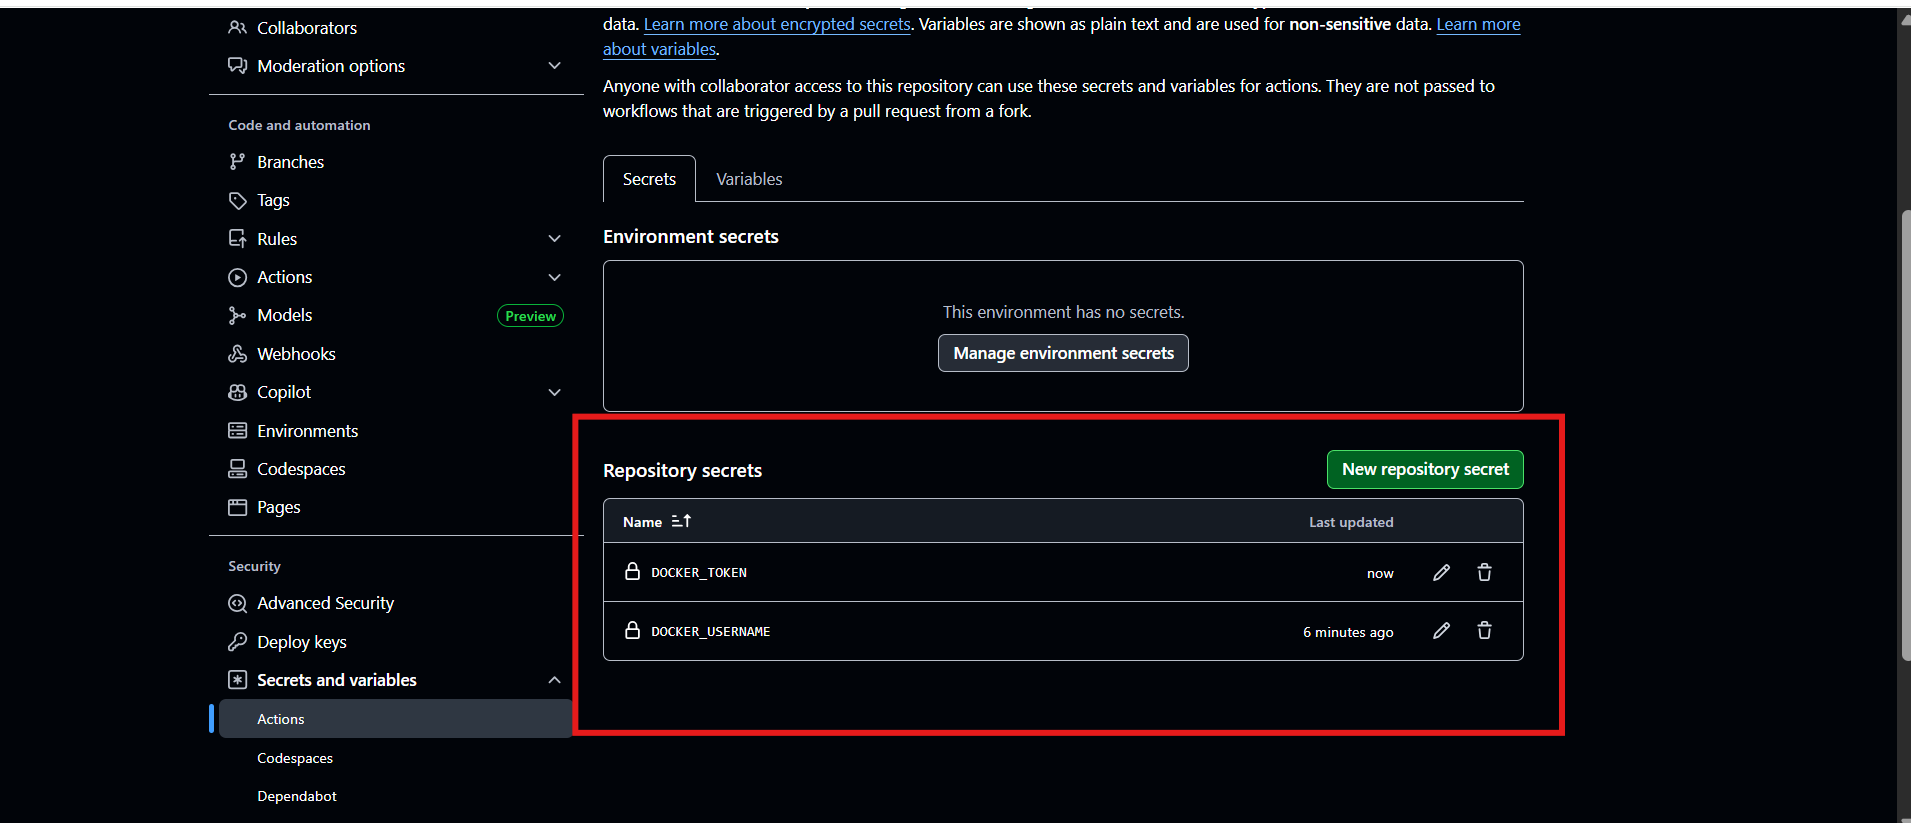 Collaborators
Moderation options
Code and automation
Branches
Tags
Rules
Actions
Models Preview
Webhooks
Copilot
Environments
Codespaces
Pages
Security
Advanced Security
Deploy keys
Secrets and variables
Actions
Codespaces
Dependabot
data. Learn more about encrypted secrets. Variables are shown as plain text and are used for non-sensitive data. Learn more
about variables.
Anyone with collaborator access to this repository can use these secrets and variables for actions. They are not passed to
workflows that are triggered by a pull request from a fork.
Secrets Variables
Environment secrets
This environment has no secrets.
Manage environment secrets
Repository secrets New repository secret
Name Last updated
DOCKER_TOKEN now
DOCKER_USERNAME 6 minutes ago